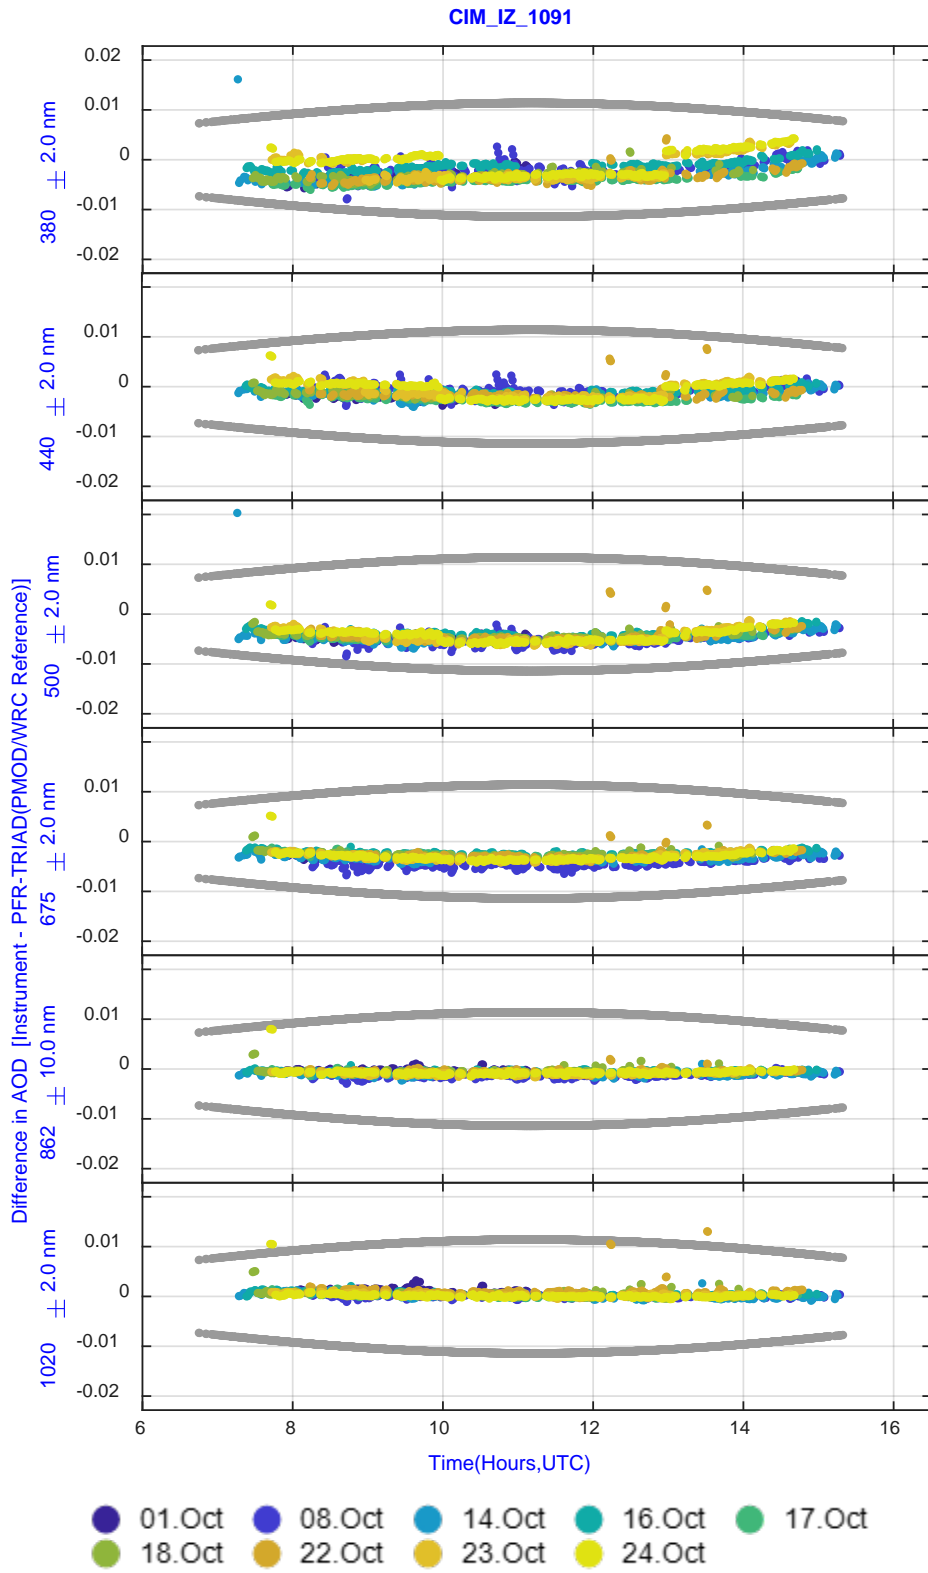 CIM_IZ_1091
Difference in AOD [Instrument - PFR-TRIAD(PMOD/WRC Reference)]
380 ± 2.0 nm
0.02
0.01
0
-0.01
-0.02
440 ± 2.0 nm
0.01
0
-0.01
-0.02
500 ± 2.0 nm
0.01
0
-0.01
-0.02
675 ± 2.0 nm
0.01
0
-0.01
-0.02
862 ± 10.0 nm
0.01
0
-0.01
-0.02
1020 ± 2.0 nm
0.01
0
-0.01
-0.02
6 8 10 12 14 16
Time(Hours,UTC)
01.Oct 08.Oct 14.Oct 16.Oct 17.Oct
18.Oct 22.Oct 23.Oct 24.Oct